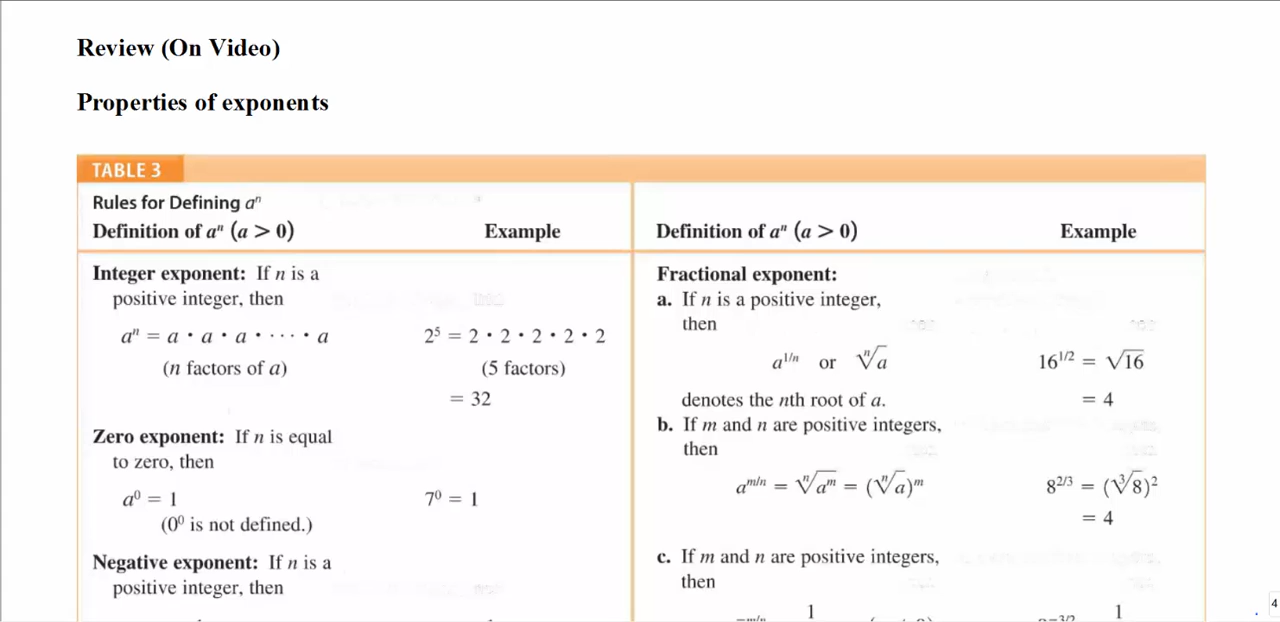 Review (On Video)
Properties of exponents
TABLE 3
Rules for Defining aⁿ
Definition of aⁿ (a > 0) Example
Integer exponent: If n is a
positive integer, then
aⁿ = a · a · a · ⋯ · a 2⁵ = 2 · 2 · 2 · 2 · 2
(n factors of a) (5 factors)
= 32
Zero exponent: If n is equal
to zero, then
a⁰ = 1 7⁰ = 1
(0⁰ is not defined.)
Negative exponent: If n is a
positive integer, then
Definition of aⁿ (a > 0) Example
Fractional exponent:
a. If n is a positive integer,
then
a^{1/n} or ⁿ√a 16^{1/2} = √16
denotes the nth root of a. = 4
b. If m and n are positive integers,
then
a^{m/n} = ⁿ√(aᵐ) = (ⁿ√a)ᵐ 8^{2/3} = (³√8)²
= 4
c. If m and n are positive integers,
then
4